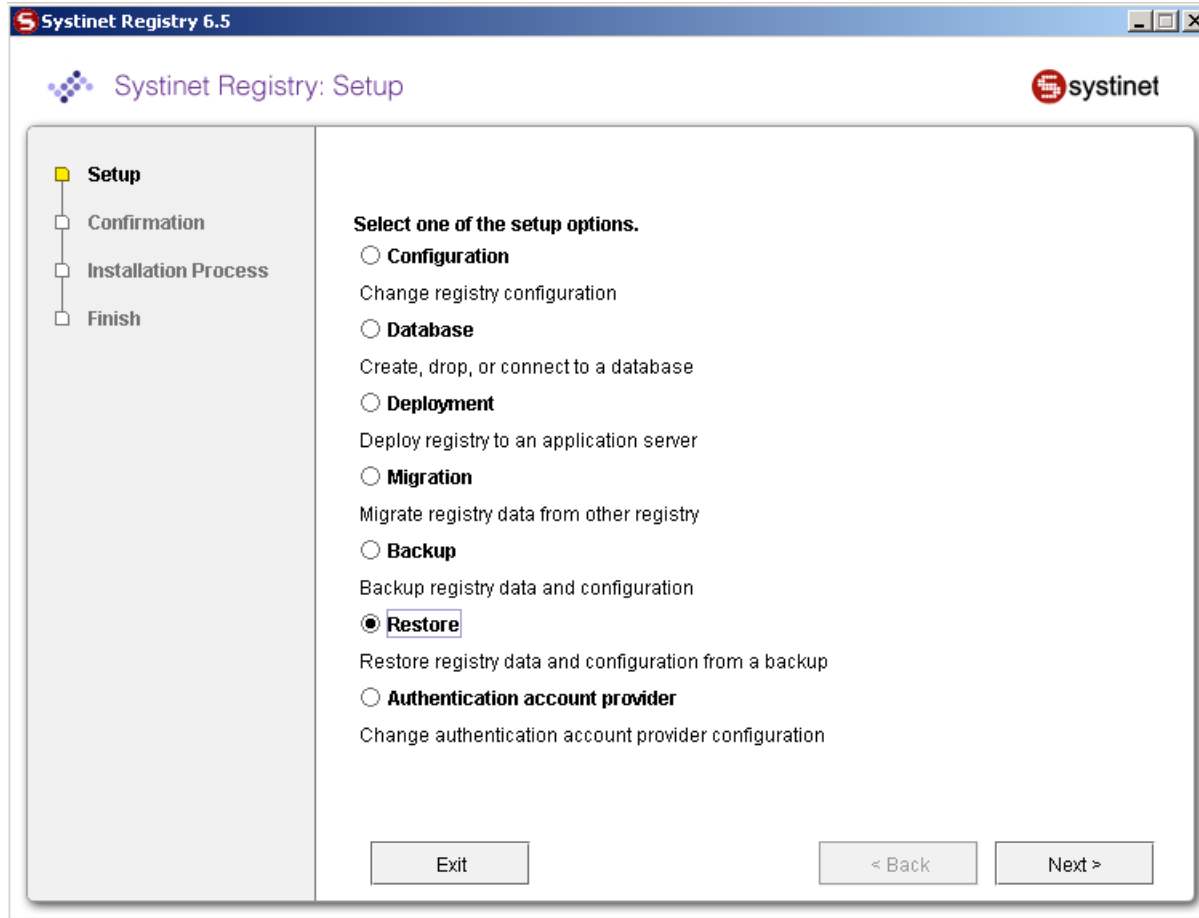 Systinet Registry 6.5
Systinet Registry: Setup
systinet
Setup
Confirmation
Installation Process
Finish
Select one of the setup options.
Configuration
Change registry configuration
Database
Create, drop, or connect to a database
Deployment
Deploy registry to an application server
Migration
Migrate registry data from other registry
Backup
Backup registry data and configuration
Restore
Restore registry data and configuration from a backup
Authentication account provider
Change authentication account provider configuration
Exit
< Back
Next >